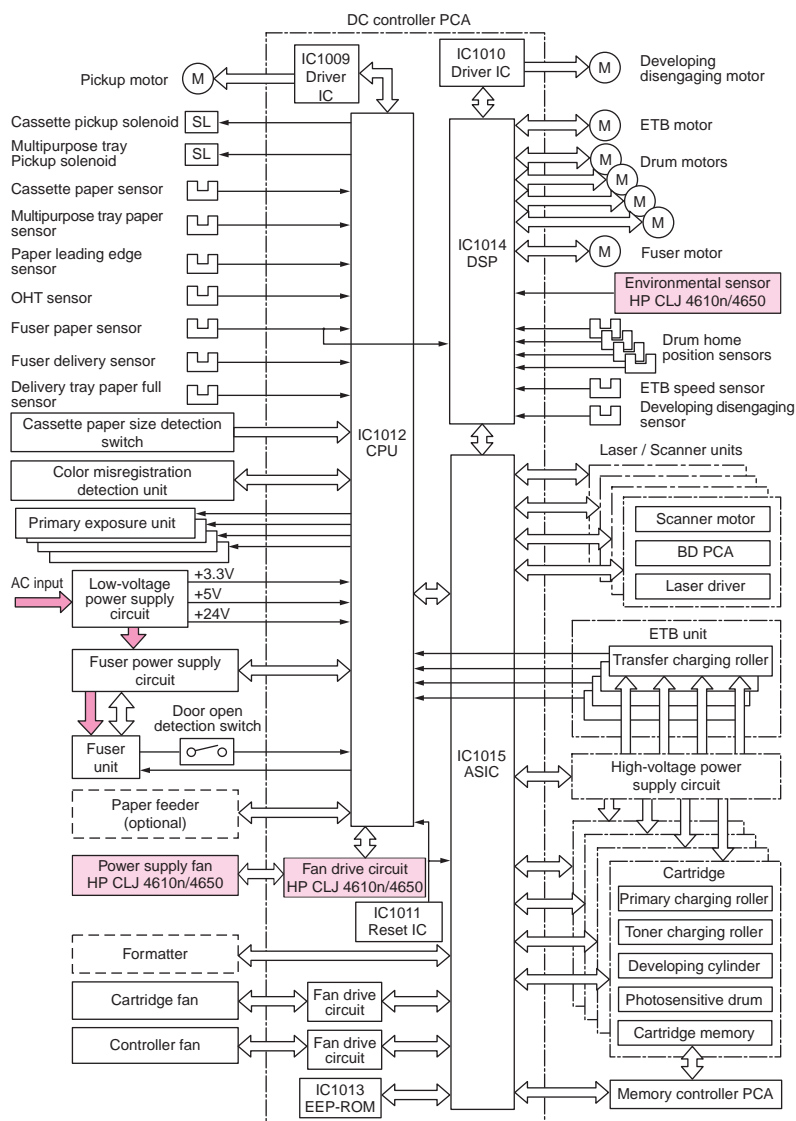 DC controller PCA
IC1009
Driver
IC
IC1010
Driver IC
Pickup motor
M
M
Developing
disengaging motor
Cassette pickup solenoid
SL
Multipurpose tray
Pickup solenoid
SL
Cassette paper sensor
Multipurpose tray paper
sensor
Paper leading edge
sensor
OHT sensor
Fuser paper sensor
Fuser delivery sensor
Delivery tray paper full
sensor
Cassette paper size detection
switch
Color misregistration
detection unit
Primary exposure unit
AC input
Low-voltage
power supply
circuit
+3.3V
+5V
+24V
Fuser power supply
circuit
Door open
detection switch
Fuser
unit
Paper feeder
(optional)
Power supply fan
HP CLJ 4610n/4650
Fan drive circuit
HP CLJ 4610n/4650
IC1011
Reset IC
Formatter
Cartridge fan
Fan drive
circuit
Controller fan
Fan drive
circuit
IC1013
EEP-ROM
IC1012
CPU
IC1014
DSP
IC1015
ASIC
M
ETB motor
M
M
M
M
Drum motors
M
Fuser motor
Environmental sensor
HP CLJ 4610n/4650
Drum home
position sensors
ETB speed sensor
Developing disengaging
sensor
Laser / Scanner units
Scanner motor
BD PCA
Laser driver
ETB unit
Transfer charging roller
High-voltage power
supply circuit
Cartridge
Primary charging roller
Toner charging roller
Developing cylinder
Photosensitive drum
Cartridge memory
Memory controller PCA